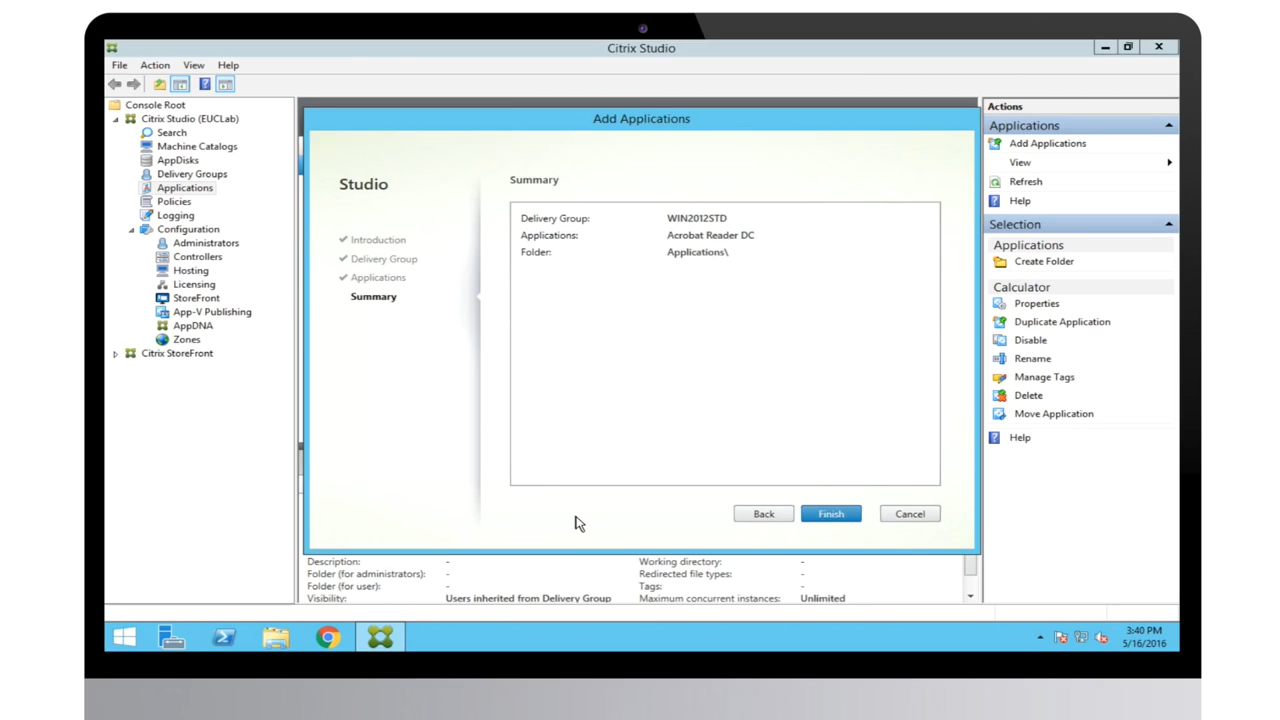 Citrix Studio
File Action View Help
Console Root
Citrix Studio (EUCLab)
Search
Machine Catalogs
AppDisks
Delivery Groups
Applications
Policies
Logging
Configuration
Administrators
Controllers
Hosting
Licensing
StoreFront
App-V Publishing
AppDNA
Zones
Citrix StoreFront
Add Applications
Studio
Introduction
Delivery Group
Applications
Summary
Summary
Delivery Group: WIN2012STD
Applications: Acrobat Reader DC
Folder: Applications\
Back Finish Cancel
Description: - Working directory: -
Folder (for administrators): - Redirected file types: -
Folder (for user): - Tags: -
Visibility: Users inherited from Delivery Group Maximum concurrent instances: Unlimited
Actions
Applications
Add Applications
View
Refresh
Help
Selection
Applications
Create Folder
Calculator
Properties
Duplicate Application
Disable
Rename
Manage Tags
Delete
Move Application
Help
3:40 PM
5/16/2016